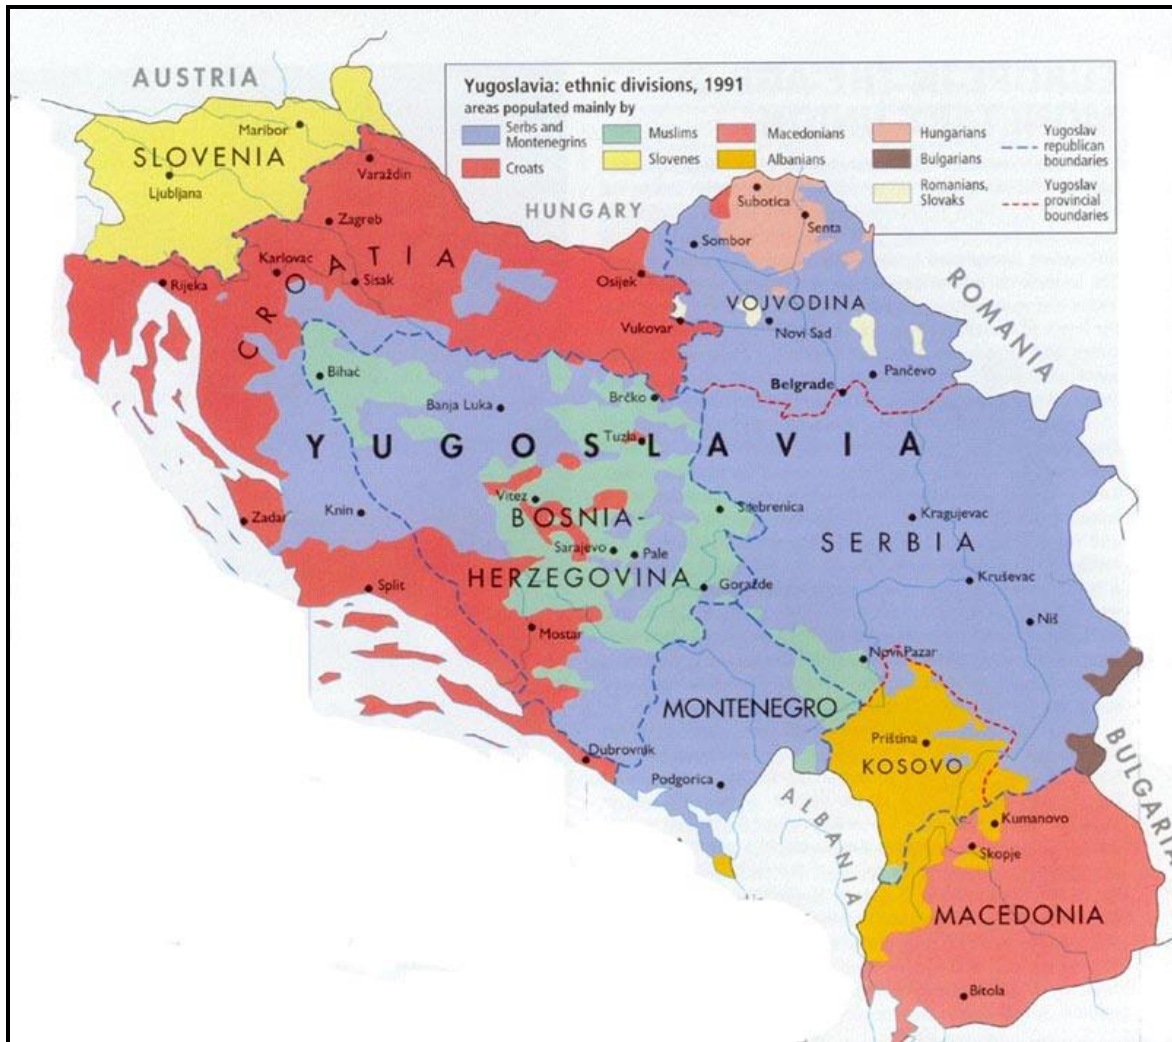 AUSTRIA
Yugoslavia: ethnic divisions, 1991
areas populated mainly by
Serbs and
Montenegrins
Croats
Muslims
Slovenes
Macedonians
Albanians
Hungarians
Bulgarians
Romanians,
Slovaks
Yugoslav
republican
boundaries
Yugoslav
provincial
boundaries
Maribor
SLOVENIA
Ljubljana
Varaždin
Zagreb
HUNGARY
Subotica
Senta
Sombor
CROATIA
Karlovac
Sisak
Rijeka
Osijek
ROMANIA
VOJVODINA
Vukovar
Novi Sad
Bihać
Pančevo
Belgrade
Banja Luka
Brčko
YUGOSLAVIA
Tuzla
Vitez
BOSNIA-
HERZEGOVINA
Zadar
Knin
Srebrenica
Kragujevac
SERBIA
Sarajevo
Pale
Goražde
Kruševac
Split
Niš
Mostar
Novi Pazar
MONTENEGRO
Priština
KOSOVO
BULGARIA
Dubrovnik
Podgorica
ALBANIA
Kumanovo
Skopje
MACEDONIA
Bitola